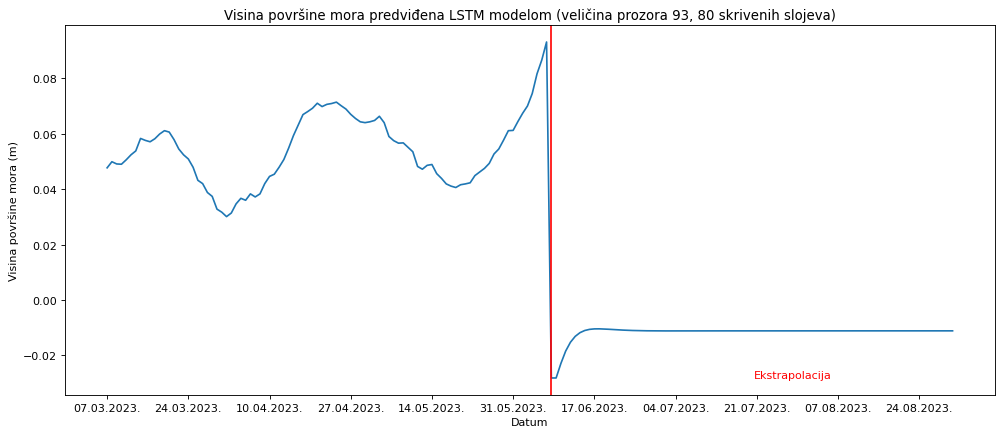 Visina površine mora predviđena LSTM modelom (veličina prozora 93, 80 skrivenih slojeva)
Visina površine mora (m)
0.08
0.06
0.04
0.02
0.00
−0.02
Ekstrapolacija
07.03.2023. 24.03.2023. 10.04.2023. 27.04.2023. 14.05.2023. 31.05.2023. 17.06.2023. 04.07.2023. 21.07.2023. 07.08.2023. 24.08.2023.
Datum